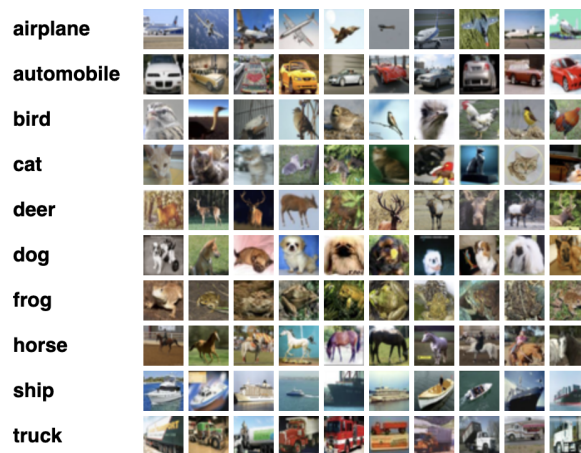 airplane
automobile
bird
cat
deer
dog
frog
horse
ship
truck